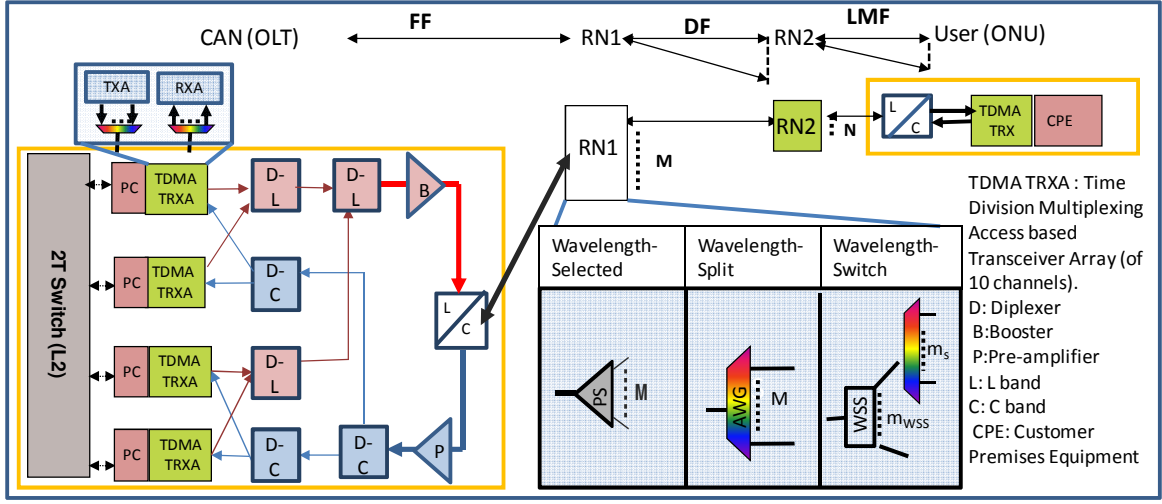 CAN (OLT)
FF
RN1
DF
RN2
LMF
User (ONU)
TXA
RXA
2T Switch (L2)
PC
TDMA
TRXA
D-
L
D-
L
B
PC
TDMA
TRXA
D-
C
L
C
PC
TDMA
TRXA
D-
L
PC
TDMA
TRXA
D-
C
D-
C
P
RN1
M
RN2
N
L
C
TDMA
TRX
CPE
Wavelength-
Selected
Wavelength-
Split
Wavelength-
Switch
PS
M
AWG
M
WSS
mWSS
ms
TDMA TRXA : Time
Division Multiplexing
Access based
Transceiver Array (of
10 channels).
D: Diplexer
B:Booster
P:Pre-amplifier
L: L band
C: C band
CPE: Customer
Premises Equipment